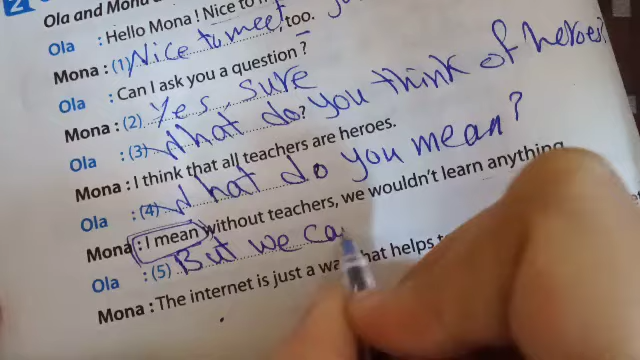 2
Ola and Mona
Ola : Hello Mona ! Nice to m
Mona : (1) Nice to meet you, too.
Ola : Can I ask you a question ?
Mona : (2) Yes, sure
Ola : (3) What do you think of heroes?
Mona : I think that all teachers are heroes.
Ola : (4) What do you mean?
Mona : I mean without teachers, we wouldn't learn anything.
Ola : (5) But we ca
Mona : The internet is just a wa that helps